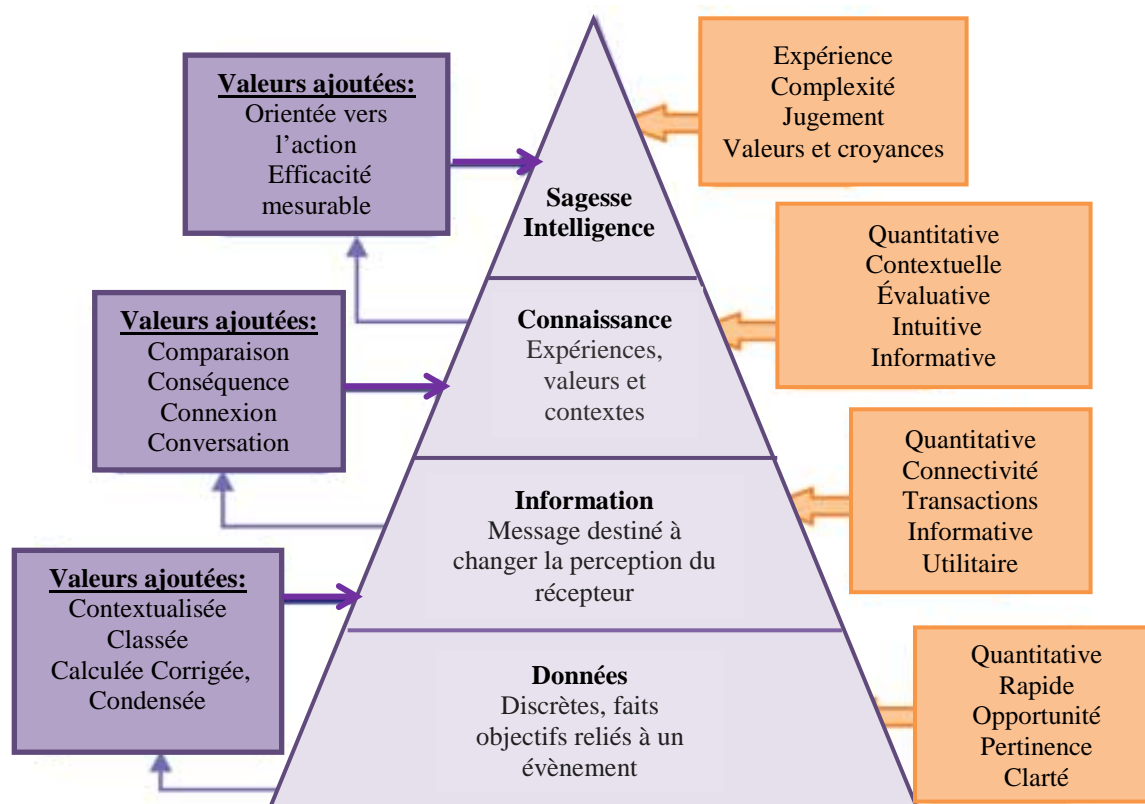 Valeurs ajoutées:
Orientée vers
l’action
Efficacité
mesurable
Expérience
Complexité
Jugement
Valeurs et croyances
Sagesse
Intelligence
Valeurs ajoutées:
Comparaison
Conséquence
Connexion
Conversation
Connaissance
Expériences,
valeurs et
contextes
Quantitative
Contextuelle
Évaluative
Intuitive
Informative
Valeurs ajoutées:
Contextualisée
Classée
Calculée Corrigée,
Condensée
Information
Message destiné à
changer la perception du
récepteur
Quantitative
Connectivité
Transactions
Informative
Utilitaire
Données
Discrètes, faits
objectifs reliés à un
évènement
Quantitative
Rapide
Opportunité
Pertinence
Clarté